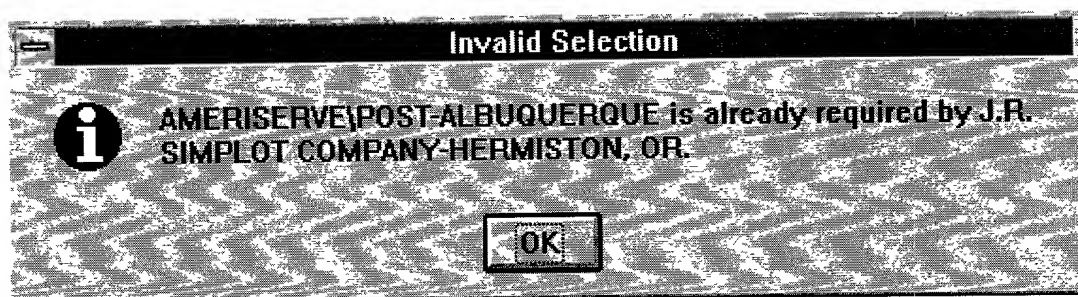 Invalid Selection
AMERISERVE\POST-ALBUQUERQUE is already required by J.R.
SIMPLOT COMPANY-HERMISTON, OR.
OK